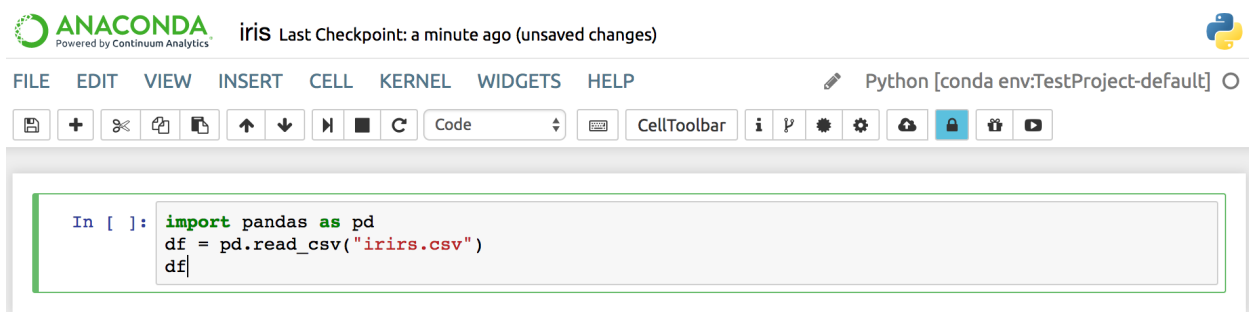 ANACONDA
Powered by Continuum Analytics
iris Last Checkpoint: a minute ago (unsaved changes)
FILE EDIT VIEW INSERT CELL KERNEL WIDGETS HELP Python [conda env:TestProject-default]
Code CellToolbar
In [ ]: import pandas as pd
df = pd.read_csv("irirs.csv")
df